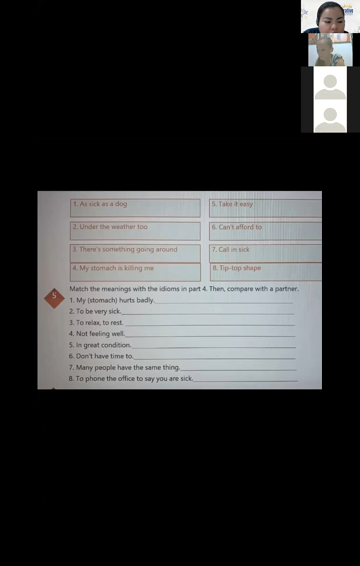 1. As sick as a dog
5. Take it easy
2. Under the weather too
6. Can't afford to
3. There's something going around
7. Call in sick
4. My stomach is killing me
8. Tip-top shape
5 Match the meanings with the idioms in part 4. Then, compare with a partner.
1. My (stomach) hurts badly.
2. To be very sick.
3. To relax, to rest.
4. Not feeling well.
5. In great condition.
6. Don't have time to.
7. Many people have the same thing.
8. To phone the office to say you are sick.